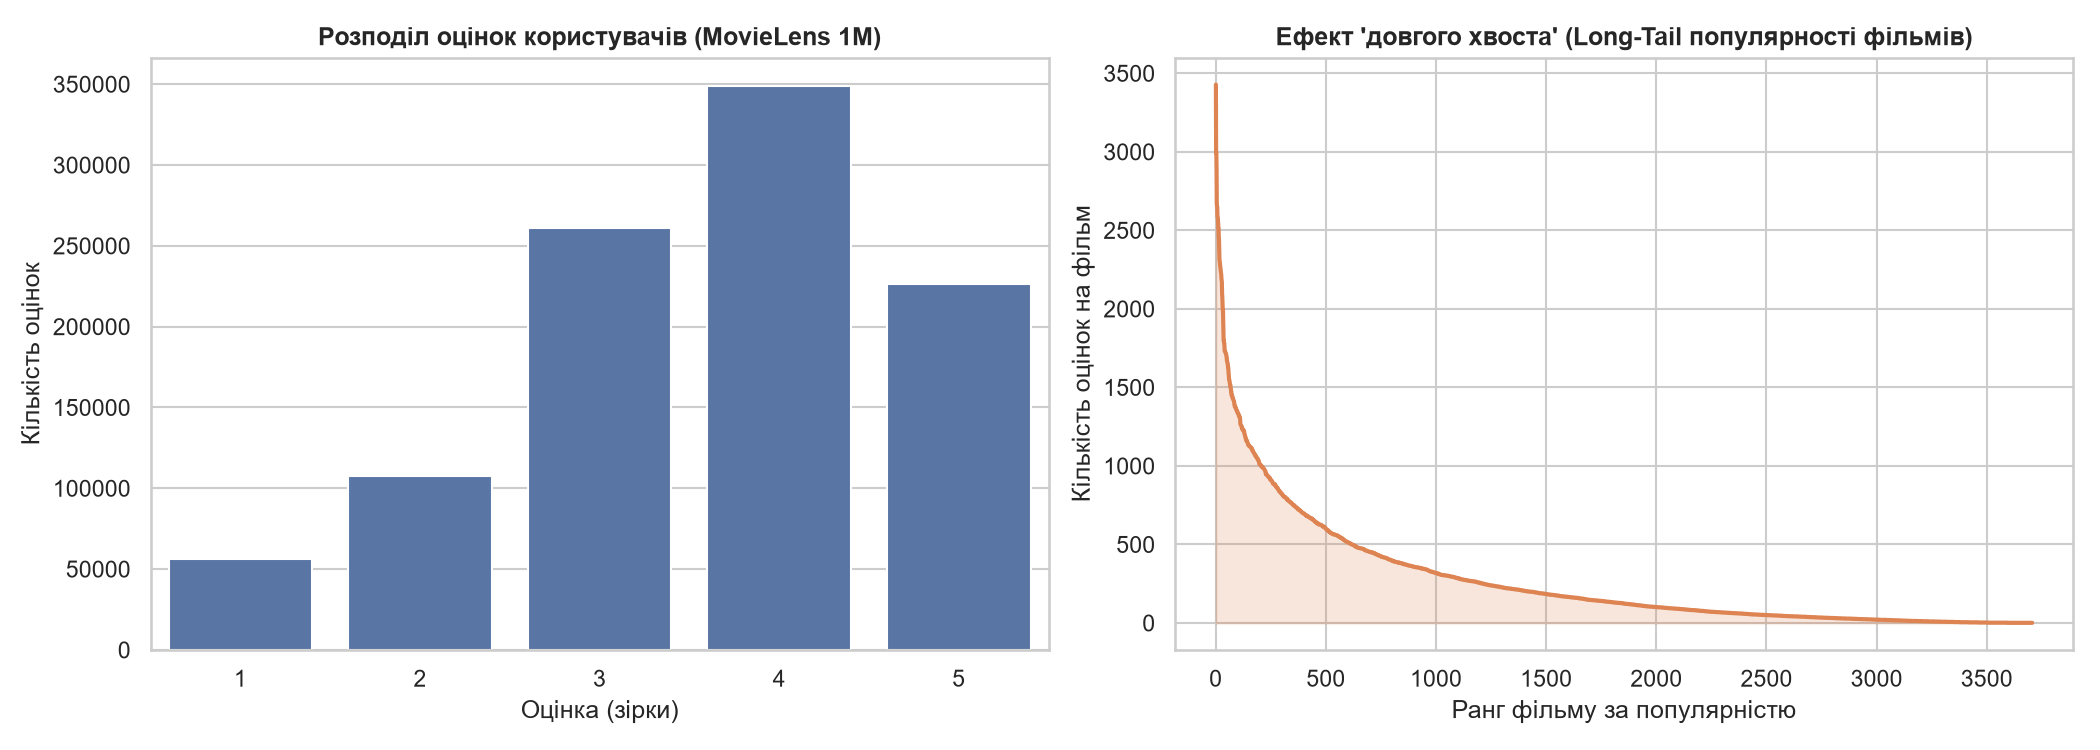 Розподіл оцінок користувачів (MovieLens 1M)
Кількість оцінок
350000
300000
250000
200000
150000
100000
50000
0
1 2 3 4 5
Оцінка (зірки)
Ефект 'довгого хвоста' (Long-Tail популярності фільмів)
Кількість оцінок на фільм
3500
3000
2500
2000
1500
1000
500
0
0 500 1000 1500 2000 2500 3000 3500
Ранг фільму за популярністю